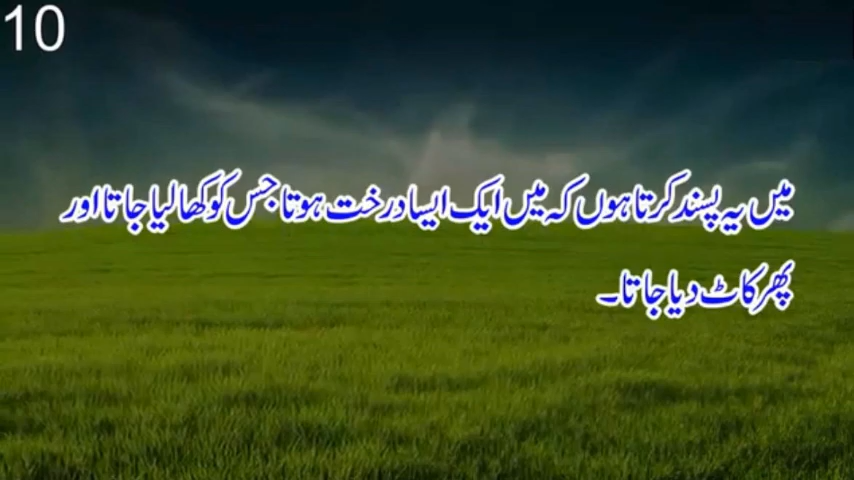 10
میں یہ پسند کرتا ہوں کہ میں ایک ایسا درخت ہوتا جس کو کھا لیا جاتا اور
پھر کاٹ دیا جاتا۔